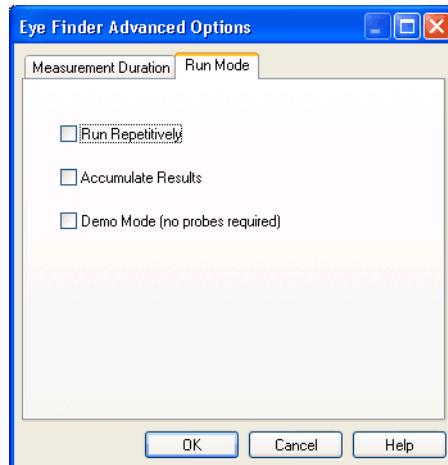 Eye Finder Advanced Options
Measurement Duration Run Mode
Run Repetitively
Accumulate Results
Demo Mode (no probes required)
OK Cancel Help